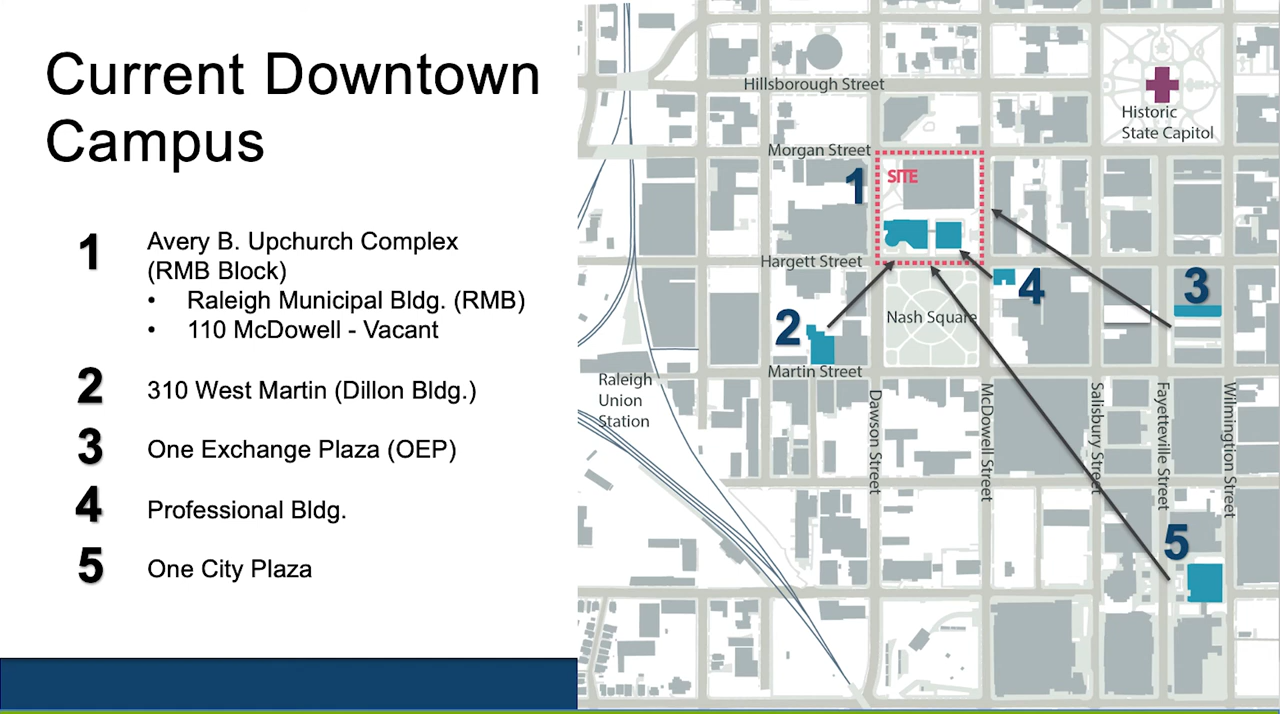 Current Downtown
Campus
1
Avery B. Upchurch Complex
(RMB Block)
• Raleigh Municipal Bldg. (RMB)
• 110 McDowell - Vacant
2
310 West Martin (Dillon Bldg.)
3
One Exchange Plaza (OEP)
4
Professional Bldg.
5
One City Plaza
Hillsborough Street
Historic
State Capitol
Morgan Street
1
SITE
Hargett Street
4
3
2
Nash Square
Martin Street
Raleigh
Union
Station
Dawson Street
McDowell Street
Salisbury Street
Fayetteville Street
Wilmington Street
5